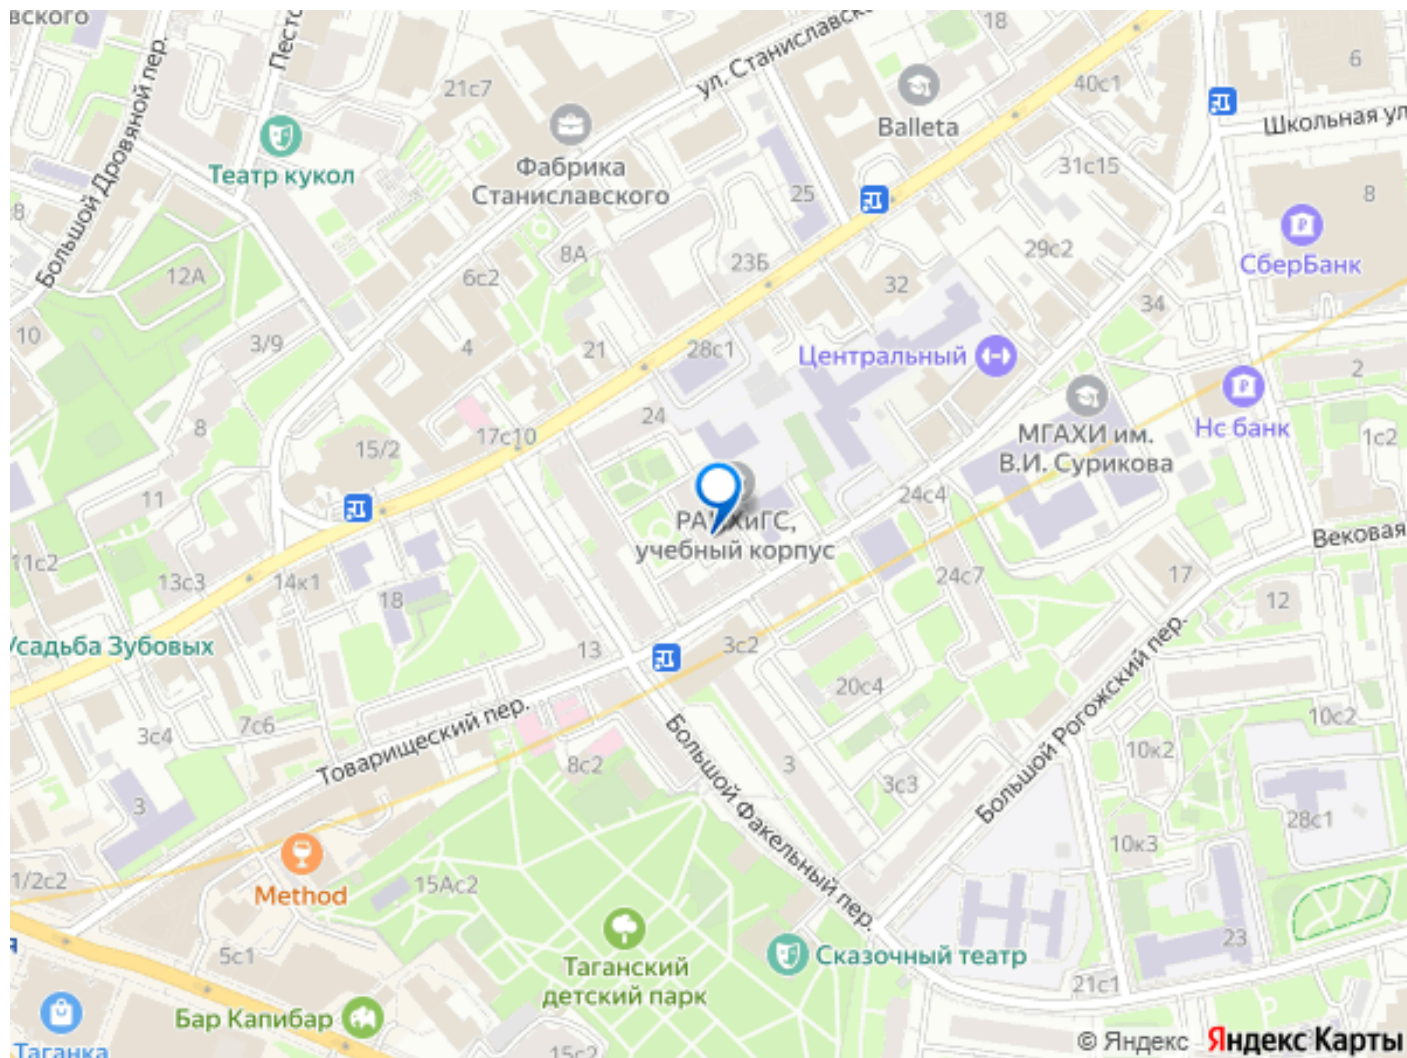 вского
18
6
Песто
ул. Станиславско
21с7
40с1
Balleta
Школьная ул
Большой Дровяной пер.
Театр кукол
Фабрика
Станиславского
31с15
25
8
8А
29с2
23Б
СберБанк
12А
6с2
32
34
10
3/9
4
21
28с1
Центральный
2
24
8
17с10
МГАХИ им.
В.И. Сурикова
Нс банк
1с2
15/2
11
24с4
учебный корпус
Вековая
11с2
13с3
14к1
18
24с7
17
12
Усадьба Зубовых
13
3с2
20с4
7с6
3с4
Товарищеский пер.
8с2
3
3с3
10с2
10к2
Большой Рогожский пер.
Большой Факельный пер.
3
28с1
10к3
1/2с2
Method
15Ас2
23
я
5с1
Таганский
детский парк
Сказочный театр
21с1
Бар Капибар
Таганка
15с2
© Яндекс
Яндекс Карты